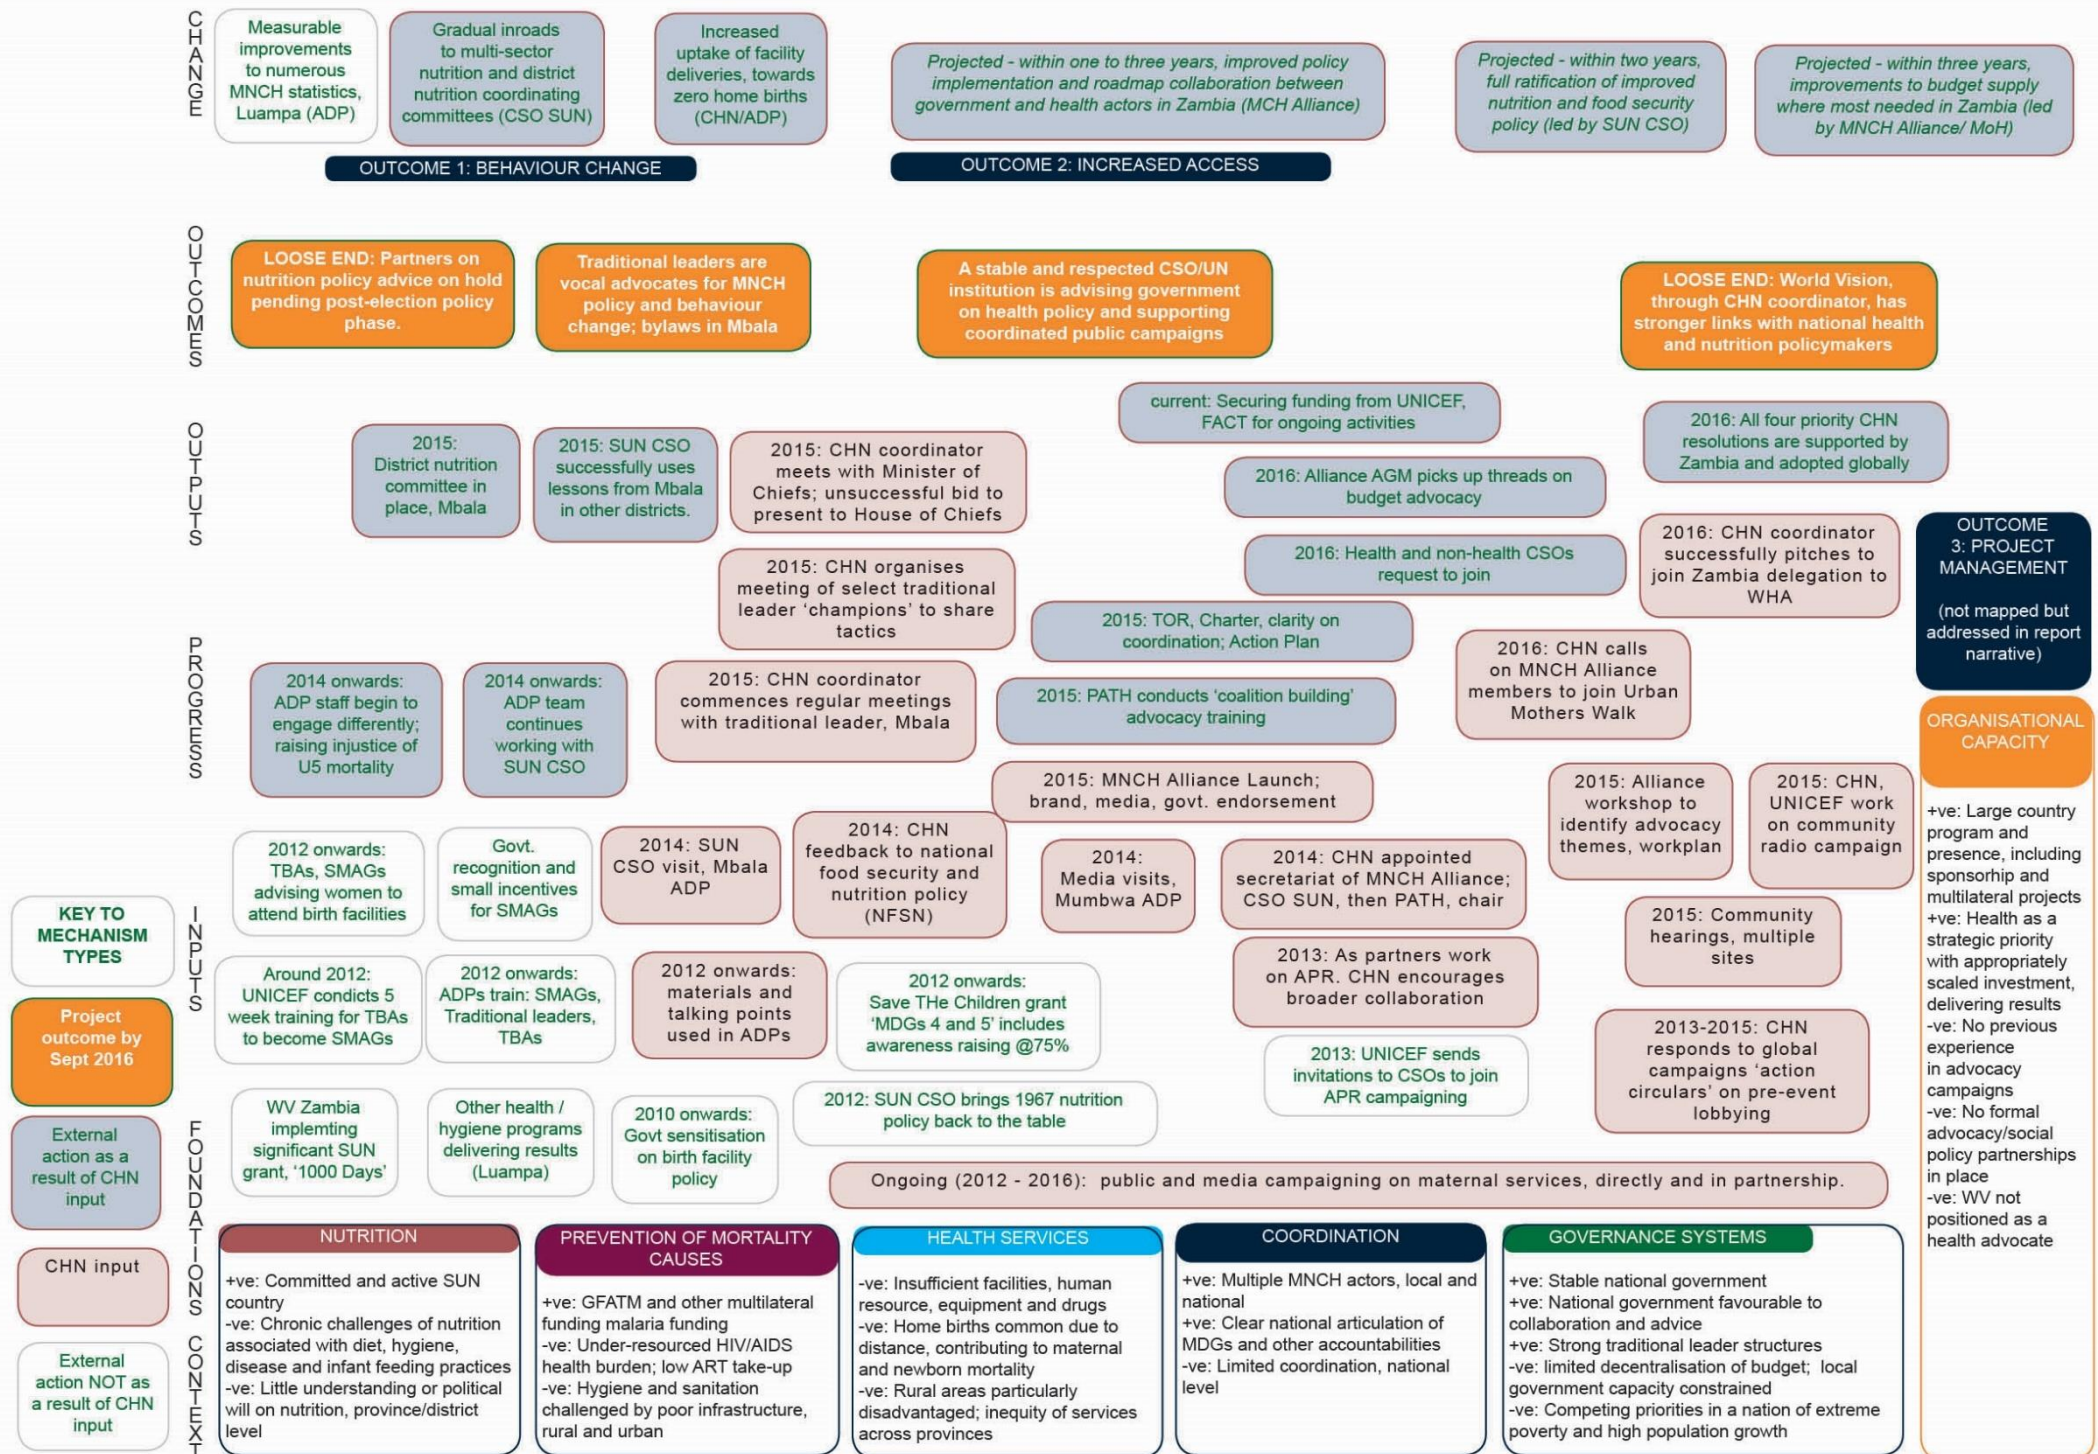 CHANGE
Measurable
improvements
to numerous
MNCH statistics,
Luampa (ADP)
Gradual inroads
to multi-sector
nutrition and district
nutrition coordinating
committees (CSO SUN)
Increased
uptake of facility
deliveries, towards
zero home births
(CHN/ADP)
Projected - within one to three years, improved policy
implementation and roadmap collaboration between
government and health actors in Zambia (MCH Alliance)
Projected - within two years,
full ratification of improved
nutrition and food security
policy (led by SUN CSO)
Projected - within three years,
improvements to budget supply
where most needed in Zambia (led
by MNCH Alliance/ MoH)
OUTCOME 1: BEHAVIOUR CHANGE
OUTCOME 2: INCREASED ACCESS
OUTCOMES
LOOSE END: Partners on
nutrition policy advice on hold
pending post-election policy
phase.
Traditional leaders are
vocal advocates for MNCH
policy and behaviour
change; bylaws in Mbala
A stable and respected CSO/UN
institution is advising government
on health policy and supporting
coordinated public campaigns
LOOSE END: World Vision,
through CHN coordinator, has
stronger links with national health
and nutrition policymakers
OUTPUTS
2015:
District nutrition
committee in
place, Mbala
2015: SUN CSO
successfully uses
lessons from Mbala
in other districts.
2015: CHN coordinator
meets with Minister of
Chiefs; unsuccessful bid to
present to House of Chiefs
current: Securing funding from UNICEF,
FACT for ongoing activities
2016: Alliance AGM picks up threads on
budget advocacy
2016: All four priority CHN
resolutions are supported by
Zambia and adopted globally
2015: CHN organises
meeting of select traditional
leader ‘champions’ to share
tactics
2016: Health and non-health CSOs
request to join
2016: CHN coordinator
successfully pitches to
join Zambia delegation to
WHA
OUTCOME
3: PROJECT
MANAGEMENT
(not mapped but
addressed in report
narrative)
PROGRESS
2014 onwards:
ADP staff begin to
engage differently;
raising injustice of
U5 mortality
2014 onwards:
ADP team
continues
working with
SUN CSO
2015: CHN coordinator
commences regular meetings
with traditional leader, Mbala
2015: TOR, Charter, clarity on
coordination; Action Plan
2015: PATH conducts ‘coalition building’
advocacy training
2016: CHN calls
on MNCH Alliance
members to join Urban
Mothers Walk
2015: MNCH Alliance Launch;
brand, media, govt. endorsement
2015: Alliance
workshop to
identify advocacy
themes, workplan
2015: CHN,
UNICEF work
on community
radio campaign
ORGANISATIONAL
CAPACITY
+ve: Large country
program and
presence, including
sponsorhip and
multilateral projects
+ve: Health as a
strategic priority
with appropriately
scaled investment,
delivering results
-ve: No previous
experience
in advocacy
campaigns
-ve: No formal
advocacy/social
policy partnerships
in place
-ve: WV not
positioned as a
health advocate
INPUTS
2012 onwards:
TBAs, SMAGs
advising women to
attend birth facilities
Govt.
recognition and
small incentives
for SMAGs
2014: SUN
CSO visit, Mbala
ADP
2014: CHN
feedback to national
food security and
nutrition policy
(NFSN)
2014:
Media visits,
Mumbwa ADP
2014: CHN appointed
secretariat of MNCH Alliance;
CSO SUN, then PATH, chair
2015: Community
hearings, multiple
sites
Around 2012:
UNICEF condicts 5
week training for TBAs
to become SMAGs
2012 onwards:
ADPs train: SMAGs,
Traditional leaders,
TBAs
2012 onwards:
materials and
talking points
used in ADPs
2012 onwards:
Save THe Children grant
‘MDGs 4 and 5’ includes
awareness raising @75%
2013: As partners work
on APR. CHN encourages
broader collaboration
2013: UNICEF sends
invitations to CSOs to join
APR campaigning
2013-2015: CHN
responds to global
campaigns ‘action
circulars’ on pre-event
lobbying
FOUNDATIONS
WV Zambia
implemting
significant SUN
grant, ‘1000 Days’
Other health /
hygiene programs
delivering results
(Luampa)
2010 onwards:
Govt sensitisation
on birth facility
policy
2012: SUN CSO brings 1967 nutrition
policy back to the table
Ongoing (2012 - 2016): public and media campaigning on maternal services, directly and in partnership.
KEY TO
MECHANISM
TYPES
Project
outcome by
Sept 2016
External
action as a
result of CHN
input
CHN input
External
action NOT as
a result of CHN
input
CONTEXT
NUTRITION
+ve: Committed and active SUN
country
-ve: Chronic challenges of nutrition
associated with diet, hygiene,
disease and infant feeding practices
-ve: Little understanding or political
will on nutrition, province/district
level
PREVENTION OF MORTALITY
CAUSES
+ve: GFATM and other multilateral
funding malaria funding
-ve: Under-resourced HIV/AIDS
health burden; low ART take-up
-ve: Hygiene and sanitation
challenged by poor infrastructure,
rural and urban
HEALTH SERVICES
-ve: Insufficient facilities, human
resource, equipment and drugs
-ve: Home births common due to
distance, contributing to maternal
and newborn mortality
-ve: Rural areas particularly
disadvantaged; inequity of services
across provinces
COORDINATION
+ve: Multiple MNCH actors, local and
national
+ve: Clear national articulation of
MDGs and other accountabilities
-ve: Limited coordination, national
level
GOVERNANCE SYSTEMS
+ve: Stable national government
+ve: National government favourable to
collaboration and advice
+ve: Strong traditional leader structures
-ve: limited decentralisation of budget; local
government capacity constrained
-ve: Competing priorities in a nation of extreme
poverty and high population growth